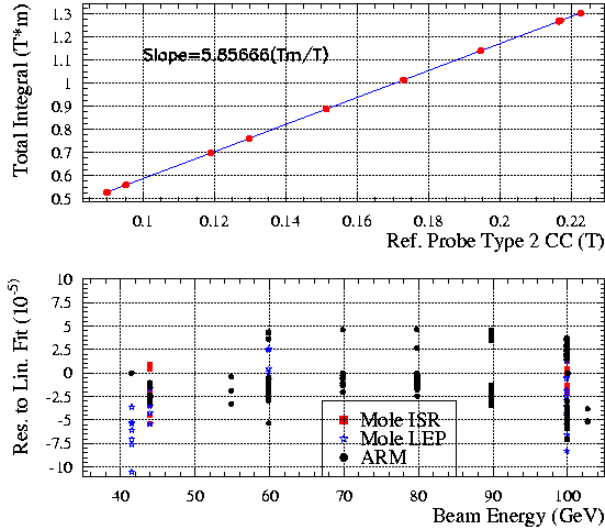 Total Integral (T*m)
1.3
1.2
1.1
1
0.9
0.8
0.7
0.6
0.5
Slope=5.85666(Tm/T)
0.1 0.12 0.14 0.16 0.18 0.2 0.22
Ref. Probe Type 2 CC (T)
Res. to Lin. Fit (10-5)
10
7.5
5
2.5
0
-2.5
-5
-7.5
-10
Mole ISR
Mole LEP
ARM
40 50 60 70 80 90 100
Beam Energy (GeV)